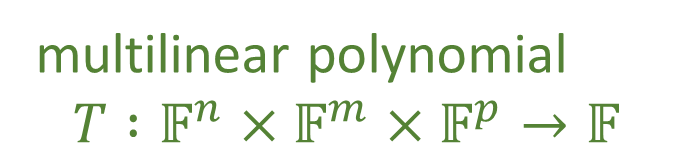 multilinear polynomial
𝑇 : 𝔽ⁿ × 𝔽ᵐ × 𝔽ᵖ → 𝔽